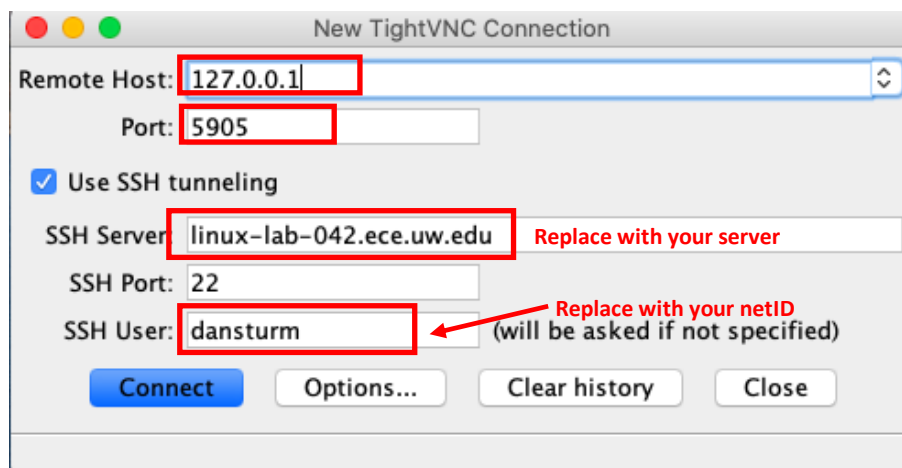 New TightVNC Connection
Remote Host: 127.0.0.1
Port: 5905
Use SSH tunneling
SSH Server: linux-lab-042.ece.uw.edu Replace with your server
SSH Port: 22
Replace with your netID
SSH User: dansturm (will be asked if not specified)
Connect Options... Clear history Close